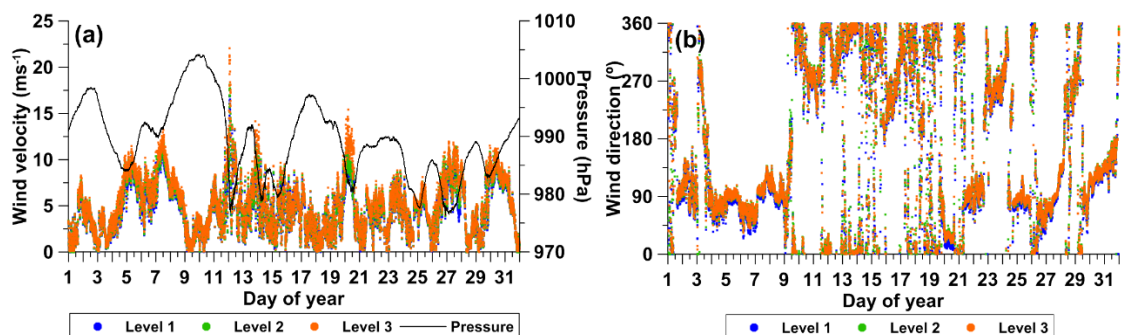 (a)
25
20
15
10
5
0
Wind velocity (ms⁻¹)
1010
1000
990
980
970
Pressure (hPa)
1 3 5 7 9 11 13 15 17 19 21 23 25 27 29 31
Day of year
Level 1 Level 2 Level 3 Pressure
(b)
360
270
180
90
0
Wind direction (º)
1 3 5 7 9 11 13 15 17 19 21 23 25 27 29 31
Day of year
Level 1 Level 2 Level 3